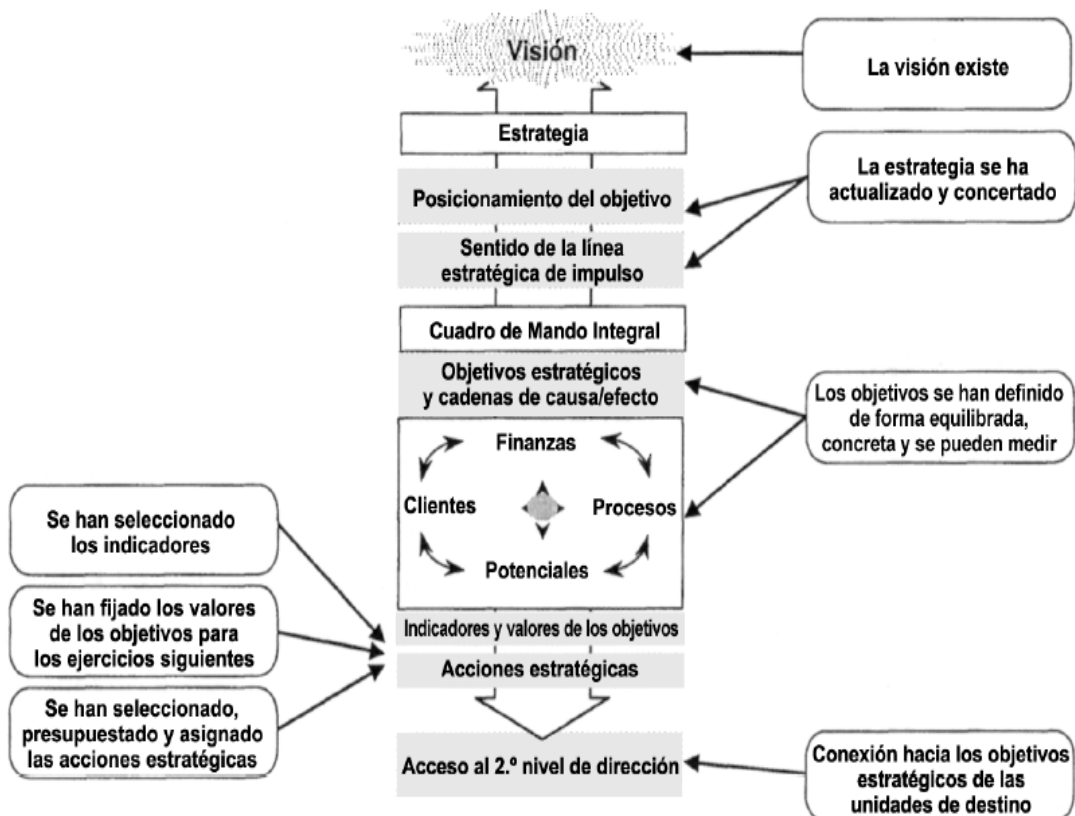 Visión
La visión existe
Estrategia
Posicionamiento del objetivo
La estrategia se ha
actualizado y concertado
Sentido de la línea
estratégica de impulso
Cuadro de Mando Integral
Objetivos estratégicos
y cadenas de causa/efecto
Los objetivos se han definido
de forma equilibrada,
concreta y se pueden medir
Finanzas
Clientes
Procesos
Potenciales
Se han seleccionado
los indicadores
Se han fijado los valores
de los objetivos para
los ejercicios siguientes
Se han seleccionado,
presupuestado y asignado
las acciones estratégicas
Indicadores y valores de los objetivos
Acciones estratégicas
Acceso al 2.º nivel de dirección
Conexión hacia los objetivos
estratégicos de las
unidades de destino